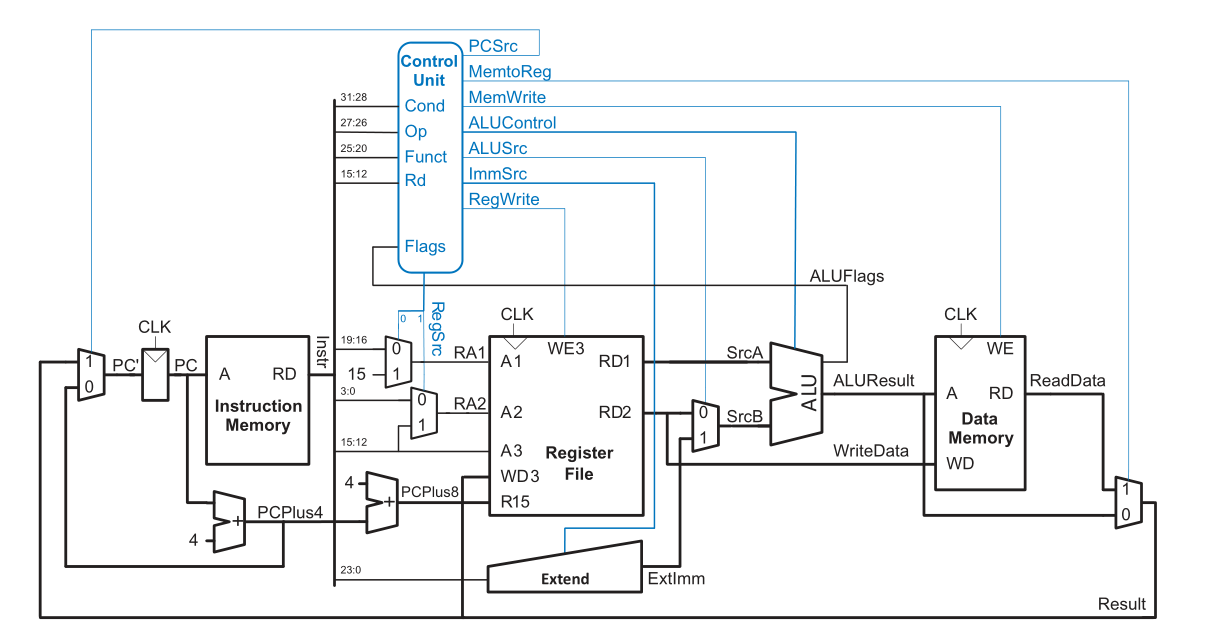 PCSrc
Control
Unit
MemtoReg
31:28
Cond
MemWrite
27:26
Op
ALUControl
25:20
Funct
ALUSrc
15:12
Rd
ImmSrc
RegWrite
Flags
ALUFlags
RegSrc
0 1
CLK
CLK
CLK
19:16
Instr
0
RA1
A1
WE3
RD1
SrcA
WE
1
PC'
PC
A
RD
15
1
ALU
ALUResult
A
RD
ReadData
0
Instruction
Memory
3:0
0
RA2
A2
RD2
0
SrcB
Data
Memory
1
1
15:12
A3
Register
File
WriteData
WD
WD3
4
+
PCPlus8
R15
1
0
PCPlus4
+
4
23:0
Extend
ExtImm
Result